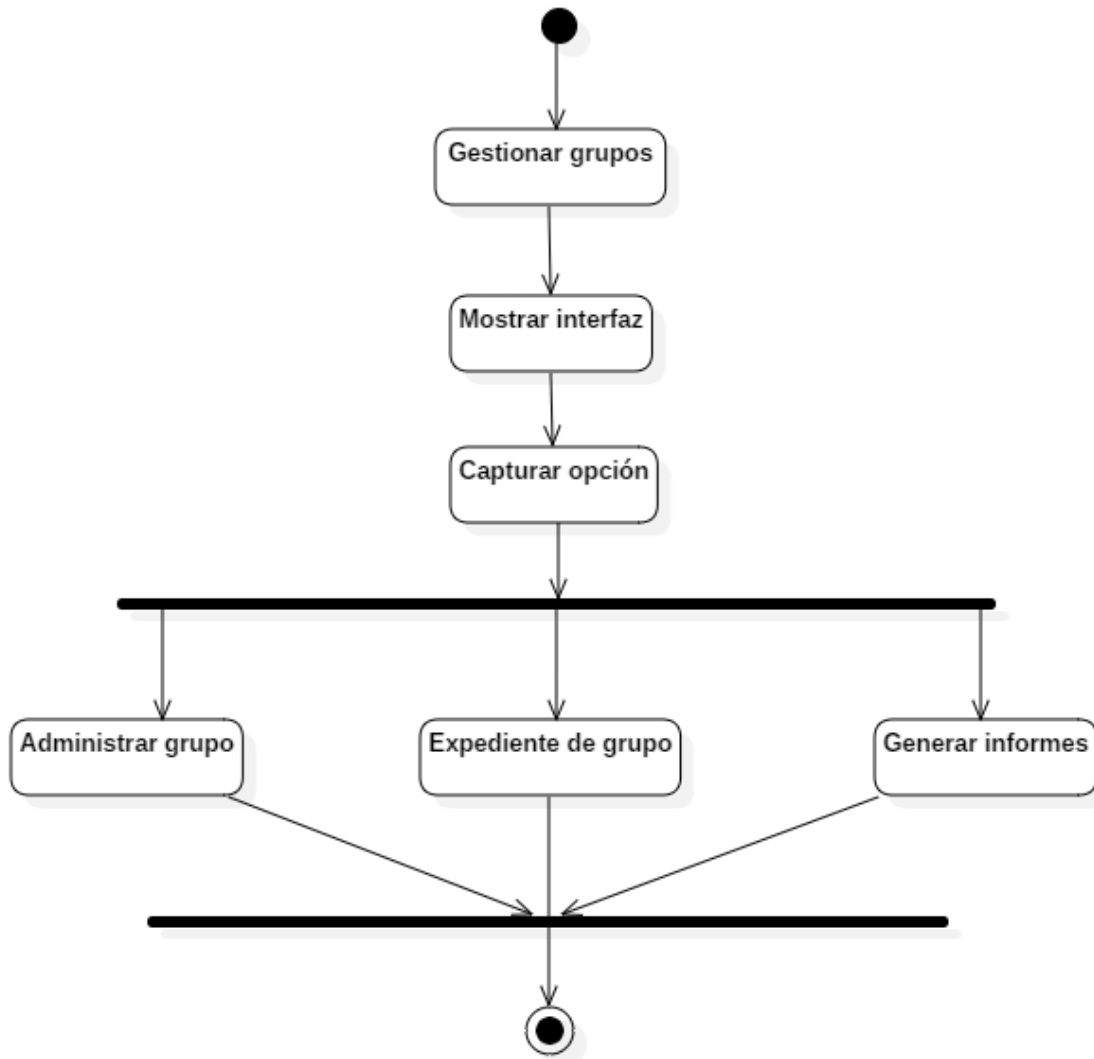 Gestionar grupos
Mostrar interfaz
Capturar opción
Administrar grupo
Expediente de grupo
Generar informes